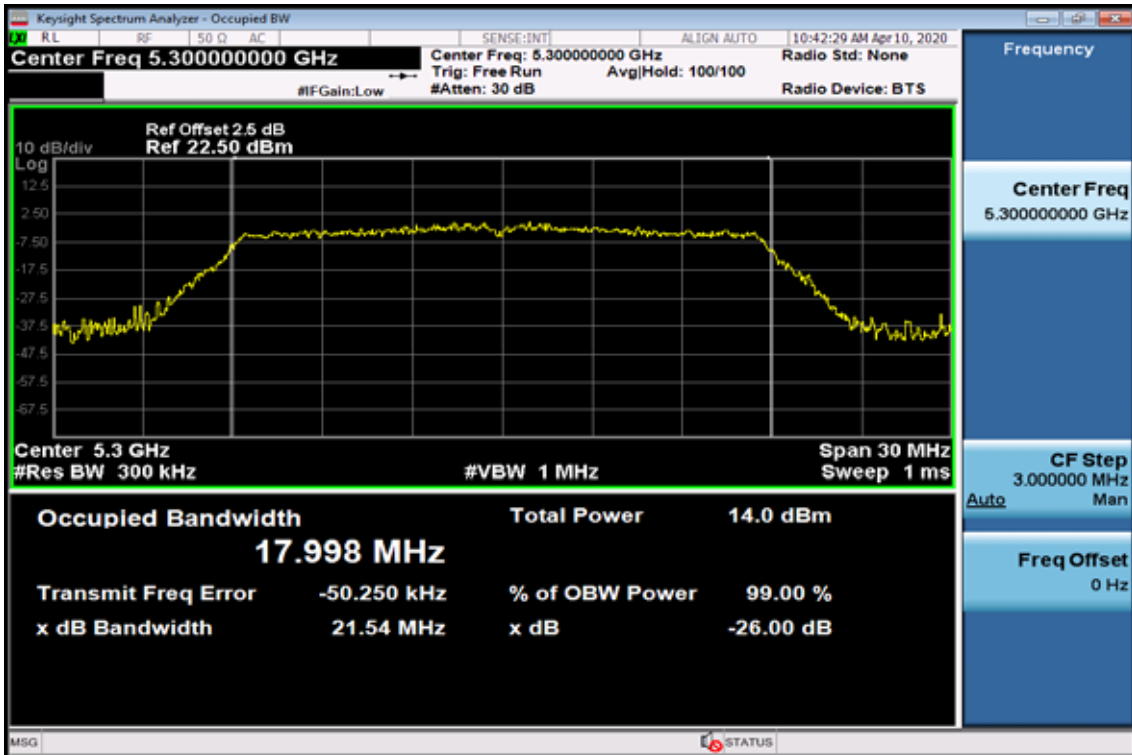 Keysight Spectrum Analyzer - Occupied BW
LXI RL RF 50 Ω AC SENSE:INT ALIGN AUTO 10:42:29 AM Apr 10, 2020
Center Freq 5.300000000 GHz
Center Freq: 5.300000000 GHz Radio Std: None
Trig: Free Run Avg|Hold: 100/100
#IFGain:Low #Atten: 30 dB Radio Device: BTS
Ref Offset 2.5 dB
10 dB/div Ref 22.50 dBm
Log
12.5
2.50
-7.50
-17.5
-27.5
-37.5
-47.5
-57.5
-67.5
Center 5.3 GHz Span 30 MHz
#Res BW 300 kHz #VBW 1 MHz Sweep 1 ms
Occupied Bandwidth Total Power 14.0 dBm
17.998 MHz
Transmit Freq Error -50.250 kHz % of OBW Power 99.00 %
x dB Bandwidth 21.54 MHz x dB -26.00 dB
MSG STATUS
Frequency
Center Freq
5.300000000 GHz
CF Step
3.000000 MHz
Auto Man
Freq Offset
0 Hz